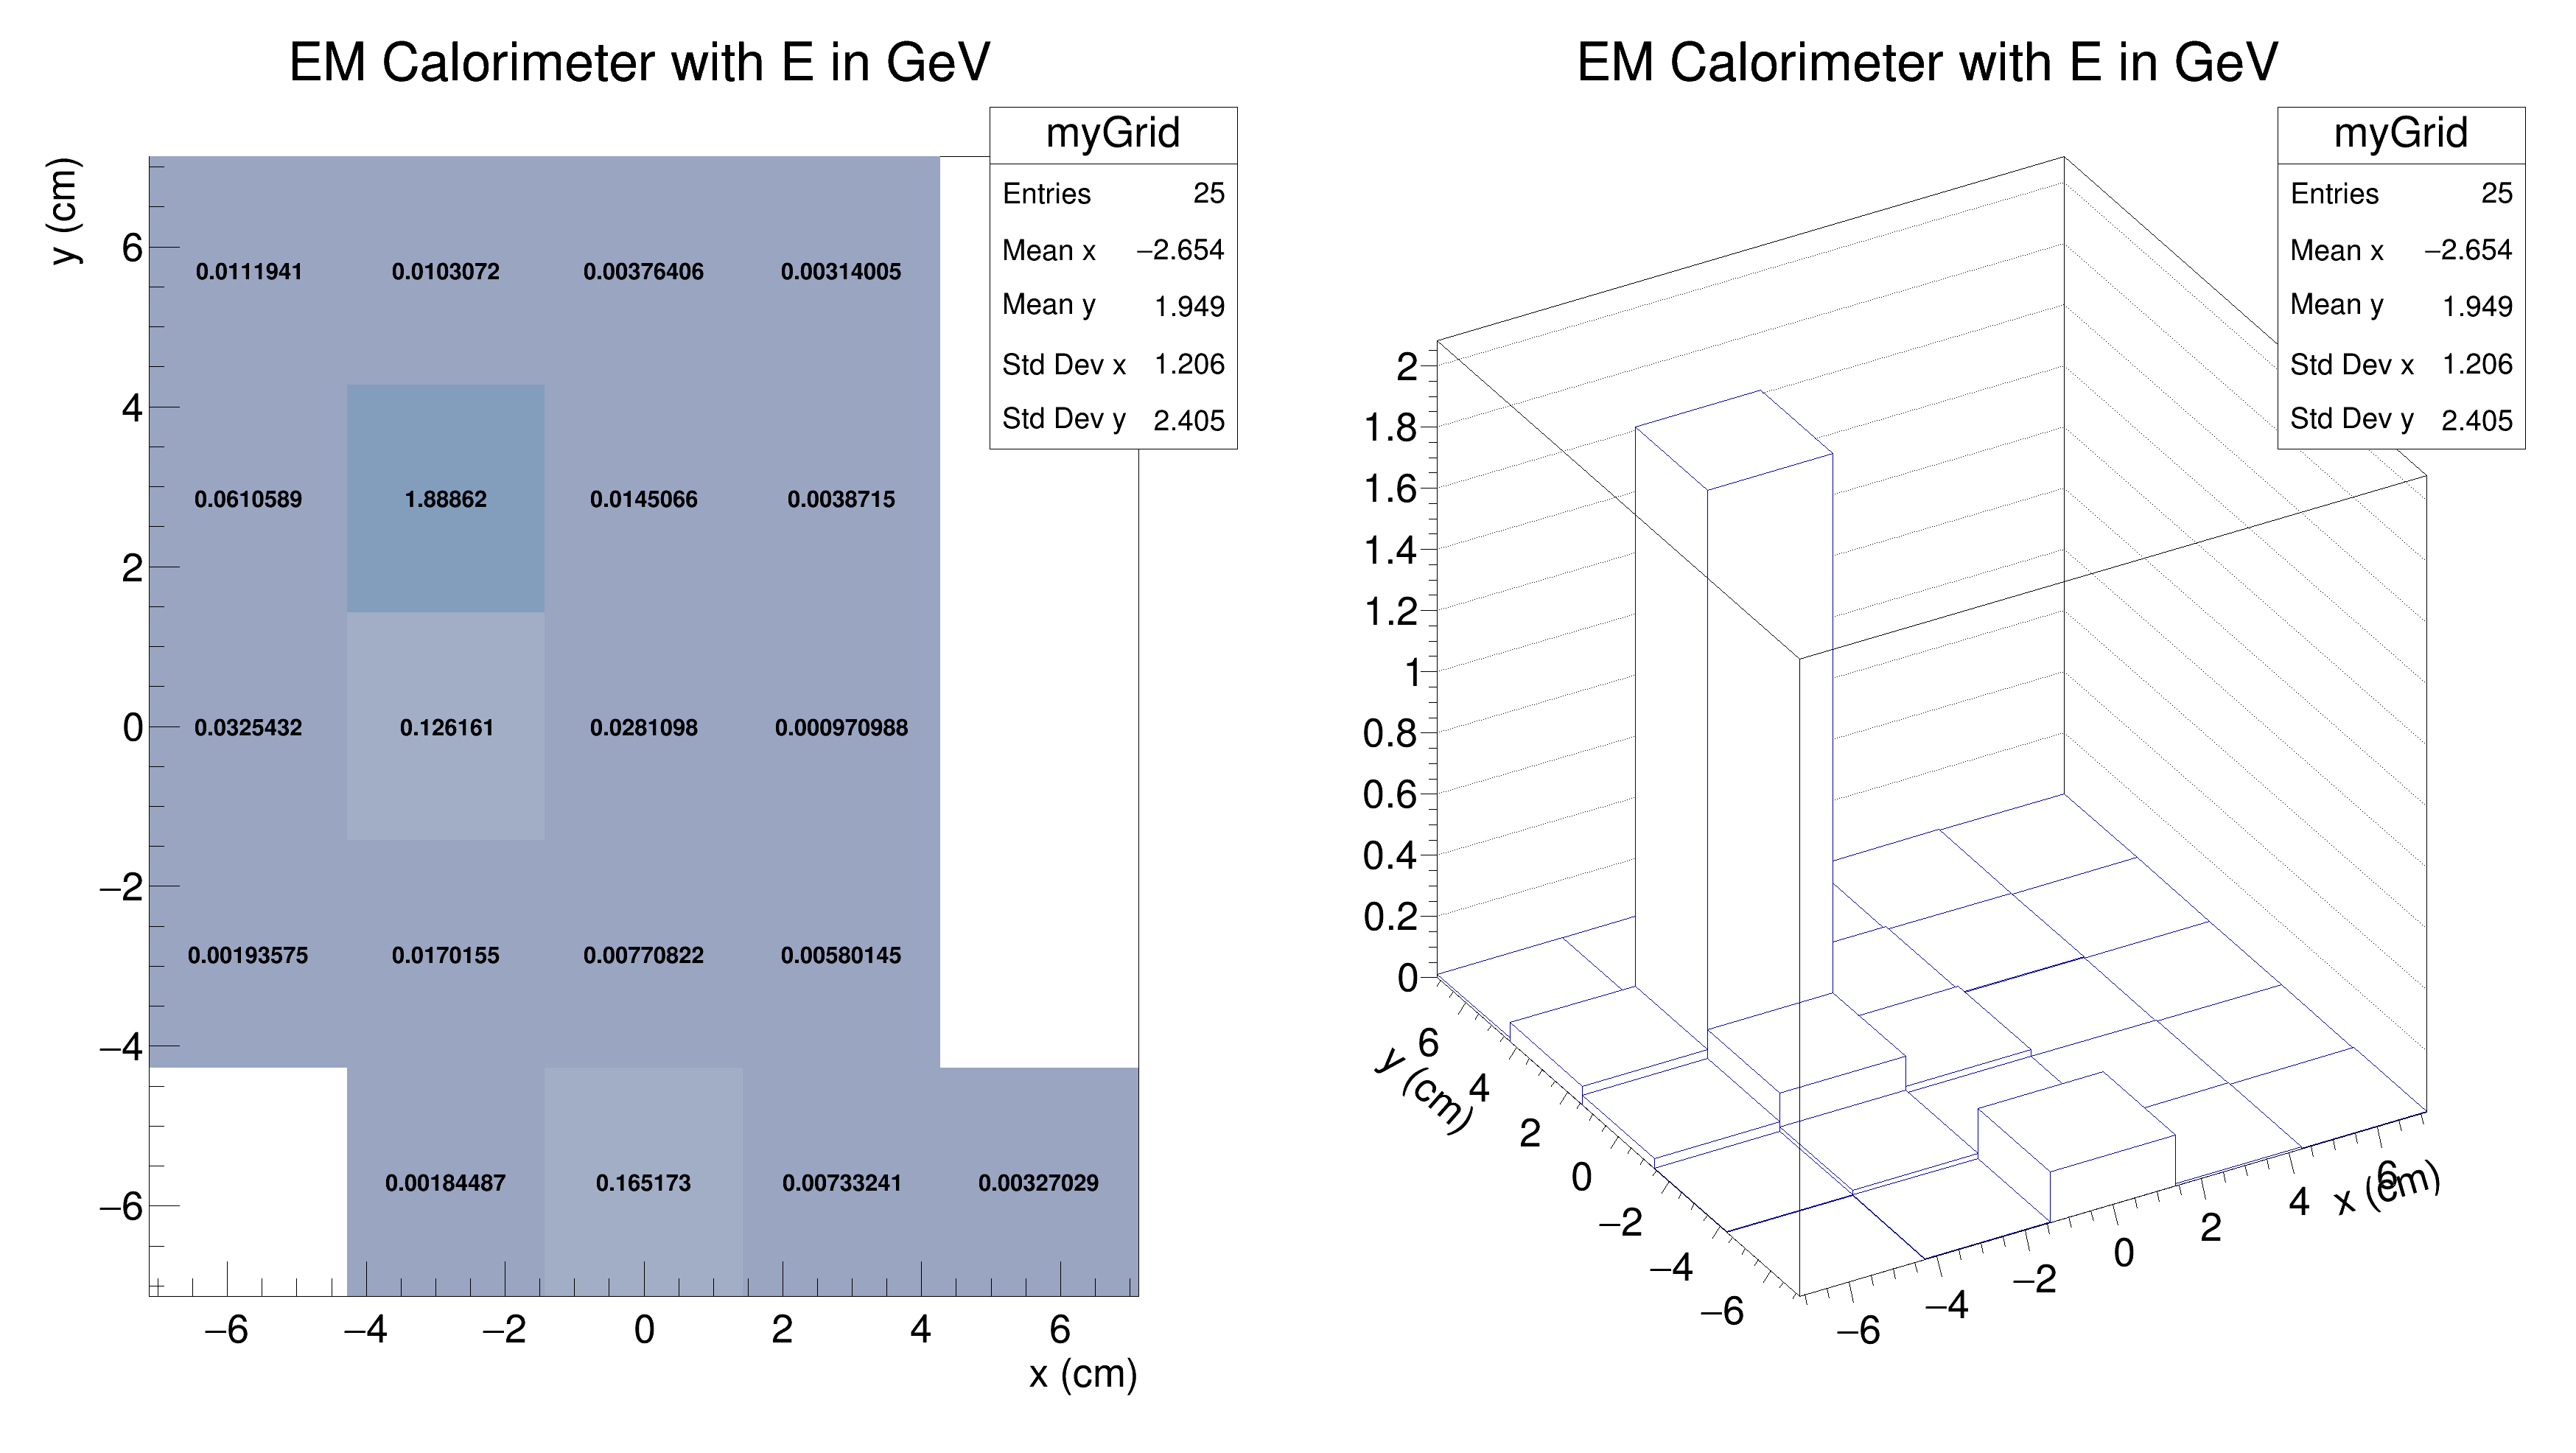 EM Calorimeter with E in GeV
myGrid
Entries 25
Mean x −2.654
Mean y 1.949
Std Dev x 1.206
Std Dev y 2.405
y (cm)
6
4
2
0
−2
−4
−6
0.0111941 0.0103072 0.00376406 0.00314005
0.0610589 1.88862 0.0145066 0.0038715
0.0325432 0.126161 0.0281098 0.000970988
0.00193575 0.0170155 0.00770822 0.00580145
0.00184487 0.165173 0.00733241 0.00327029
−6 −4 −2 0 2 4 6
x (cm)
EM Calorimeter with E in GeV
myGrid
Entries 25
Mean x −2.654
Mean y 1.949
Std Dev x 1.206
Std Dev y 2.405
2
1.8
1.6
1.4
1.2
1
0.8
0.6
0.4
0.2
0
y (cm)
6
4
2
0
−2
−4
−6
−6 −4 −2 0 2 4 6
x (cm)